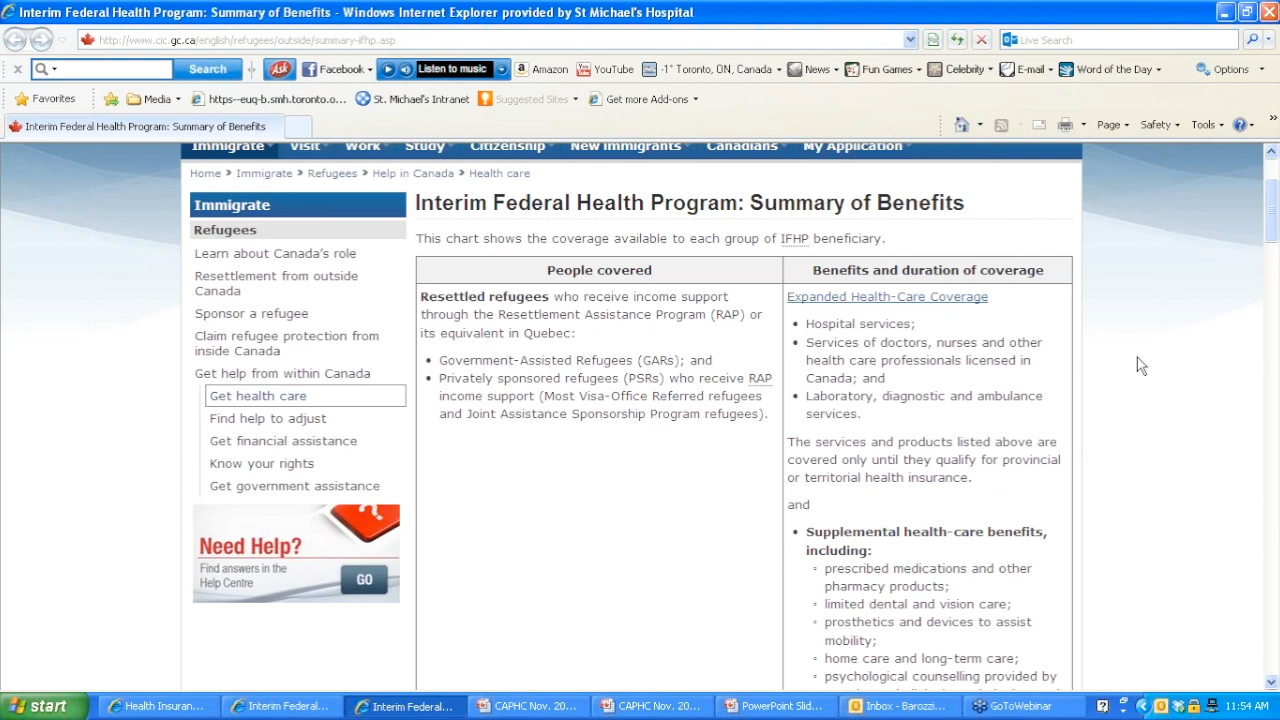 Interim Federal Health Program: Summary of Benefits - Windows Internet Explorer provided by St Michael's Hospital
http://www.cic.gc.ca/english/refugees/outside/summary-ifhp.asp
Live Search
Search
Ask
Facebook
Listen to music
Amazon
YouTube
-1° Toronto, ON, Canada
News
Fun Games
Celebrity
E-mail
Word of the Day
Options
Favorites
Media
https--euq-b.smh.toronto.o...
St. Michael's Intranet
Suggested Sites
Get more Add-ons
Interim Federal Health Program: Summary of Benefits
Page
Safety
Tools
Immigrate
Visit
Work
Study
Citizenship
New Immigrants
Canadians
My Application
Home > Immigrate > Refugees > Help in Canada > Health care
Immigrate
Refugees
Learn about Canada's role
Resettlement from outside
Canada
Sponsor a refugee
Claim refugee protection from
inside Canada
Get help from within Canada
Get health care
Find help to adjust
Get financial assistance
Know your rights
Get government assistance
Need Help?
Find answers in the
Help Centre
GO
Interim Federal Health Program: Summary of Benefits
This chart shows the coverage available to each group of IFHP beneficiary.
People covered
Resettled refugees who receive income support
through the Resettlement Assistance Program (RAP) or
its equivalent in Quebec:
• Government-Assisted Refugees (GARs); and
• Privately sponsored refugees (PSRs) who receive RAP
income support (Most Visa-Office Referred refugees
and Joint Assistance Sponsorship Program refugees).
Benefits and duration of coverage
Expanded Health-Care Coverage
• Hospital services;
• Services of doctors, nurses and other
health care professionals licensed in
Canada; and
• Laboratory, diagnostic and ambulance
services.
The services and products listed above are
covered only until they qualify for provincial
or territorial health insurance.
and
• Supplemental health-care benefits,
including:
◦ prescribed medications and other
pharmacy products;
◦ limited dental and vision care;
◦ prosthetics and devices to assist
mobility;
◦ home care and long-term care;
◦ psychological counselling provided by
start
Health Insuran...
Interim Federal...
Interim Federal...
CAPHC Nov. 20...
CAPHC Nov. 20...
PowerPoint Slid...
Inbox - Barozzi...
GoToWebinar
11:54 AM